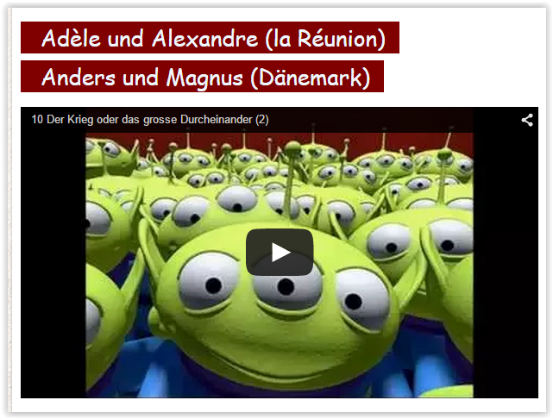 Adèle und Alexandre (la Réunion)
Anders und Magnus (Dänemark)
10 Der Krieg oder das grosse Durcheinander (2)